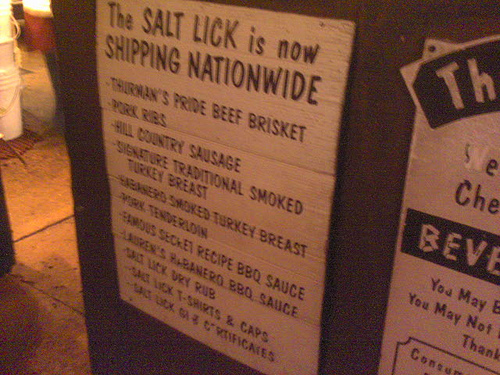 The SALT LICK is now
SHIPPING NATIONWIDE
-THURMAN'S PRIDE BEEF BRISKET
-PORK RIBS
-HILL COUNTRY SAUSAGE
-SIGNATURE TRADITIONAL SMOKED
TURKEY BREAST
-HABANERO SMOKED TURKEY BREAST
-PORK TENDERLOIN
-FAMOUS SECRET RECIPE BBQ SAUCE
-LAUREN'S HABANERO BBQ SAUCE
-SALT LICK DRY RUB
-SALT LICK T-SHIRTS & CAPS
-SALT LICK GIFT CERTIFICATES
Th
We
Che
BEVE
You May B
You May Not
Thank
Consum